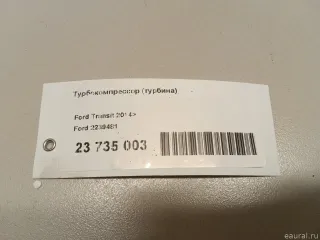 Турбокомпрессор (турбина)
Ford Transit 2014>
Ford 2239481
23 735 003
eaural.ru